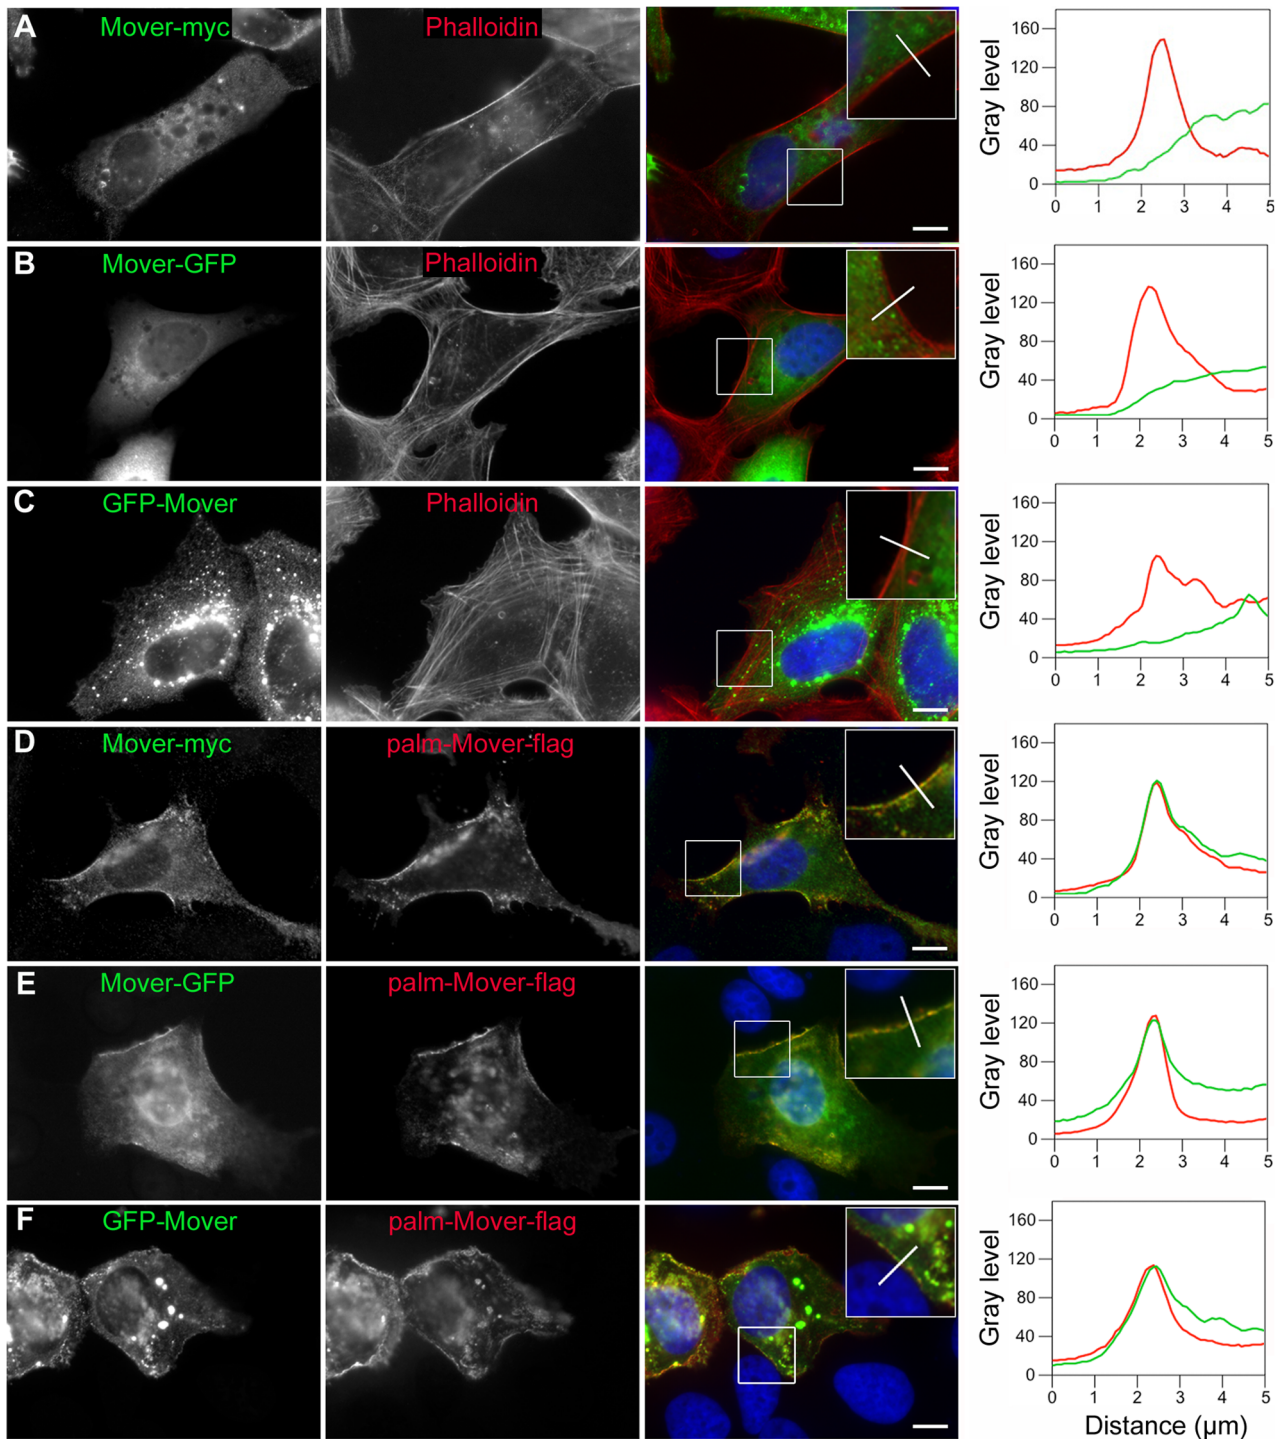 A
Mover-myc
Phalloidin
Gray level
160
120
80
40
0
0 1 2 3 4 5
B
Mover-GFP
Phalloidin
Gray level
160
120
80
40
0
0 1 2 3 4 5
C
GFP-Mover
Phalloidin
Gray level
160
120
80
40
0
0 1 2 3 4 5
D
Mover-myc
palm-Mover-flag
Gray level
160
120
80
40
0
0 1 2 3 4 5
E
Mover-GFP
palm-Mover-flag
Gray level
160
120
80
40
0
0 1 2 3 4 5
F
GFP-Mover
palm-Mover-flag
Gray level
160
120
80
40
0
0 1 2 3 4 5
Distance (µm)